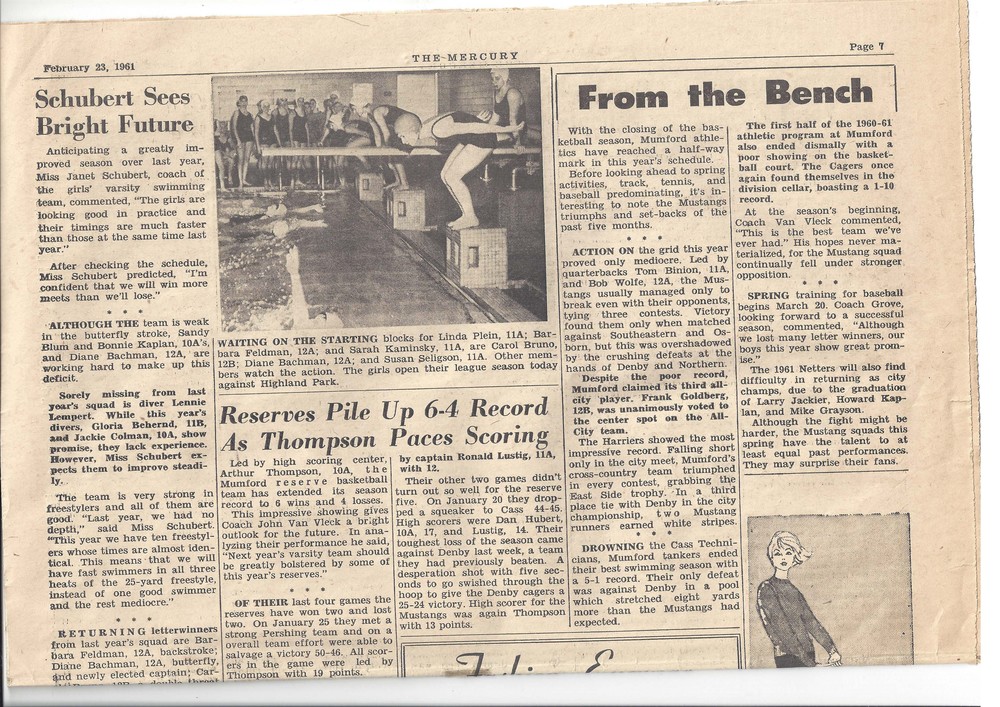 February 23, 1961
THE MERCURY
Page 7
Schubert Sees
Bright Future
Anticipating a greatly im-
proved season over last year,
Miss Janet Schubert, coach of
the girls' varsity swimming
team, commented, "The girls are
looking good in practice and
their timings are much faster
than those at the same time last
year."
After checking the schedule,
Miss Schubert predicted, "I'm
confident that we will win more
meets than we'll lose."
* * *
ALTHOUGH THE team is weak
in the butterfly stroke, Sandy
Blum and Bonnie Kaplan, 10A's,
and Diane Bachman, 12A, are
working hard to make up this
deficit.
Sorely missing from last
year's squad is diver Lennie
Lempert. While this year's
divers, Gloria Behernd, 11B,
and Jackie Colman, 10A, show
promise, they lack experience.
However, Miss Schubert ex-
pects them to improve steadi-
ly.
The team is very strong in
freestylers and all of them are
good. "Last year, we had no
depth," said Miss Schubert.
"This year we have ten freestyl-
ers whose times are almost iden-
tical. This means that we will
have fast swimmers in all three
heats of the 25-yard freestyle,
instead of one good swimmer
and the rest mediocre."
* * *
RETURNING letterwinners
from last year's squad are Bar-
bara Feldman, 12A, backstroke;
Diane Bachman, 12A, butterfly,
and newly elected captain; Car-
WAITING ON THE STARTING blocks for Linda Plein, 11A; Bar-
bara Feldman, 12A; and Sarah Kaminsky, 11A, are Carol Bruno,
12B; Diane Bachman, 12A; and Susan Seligson, 11A. Other mem-
bers watch the action. The girls open their league season today
against Highland Park.
Reserves Pile Up 6-4 Record
As Thompson Paces Scoring
Led by high scoring center,
Arthur Thompson, 10A, the
Mumford reserve basketball
team has extended its season
record to 6 wins and 4 losses.
This impressive showing gives
Coach John Van Vleck a bright
outlook for the future. In ana-
lyzing their performance he said,
"Next year's varsity team should
be greatly bolstered by some of
this year's reserves."
* * *
OF THEIR last four games the
reserves have won two and lost
two. On January 25 they met a
strong Pershing team and on a
overall team effort were able to
salvage a victory 50-46. All scor-
ers in the game were led by
Thompson with 19 points.
by captain Ronald Lustig, 11A,
with 12.
Their other two games didn't
turn out so well for the reserve
five. On January 20 they drop-
ped a squeaker to Cass 44-45.
High scorers were Dan Hubert,
10A, 17, and Lustig, 14. Their
toughest loss of the season came
against Denby last week, a team
they had previously beaten. A
desperation shot with five sec-
onds to go swished through the
hoop to give the Denby cagers a
25-24 victory. High scorer for the
Mustangs was again Thompson
with 13 points.
From the Bench
With the closing of the bas-
ketball season, Mumford athle-
tics have reached a half-way
mark in this year's schedule.
Before looking ahead to spring
activities, track, tennis, and
baseball predominating, it's in-
teresting to note the Mustangs
triumphs and set-backs of the
past five months.
* * *
ACTION ON the grid this year
proved only mediocre. Led by
quarterbacks Tom Binion, 11A,
and Bob Wolfe, 12A, the Mus-
tangs usually managed only to
break even with their opponents,
tying three contests. Victory
found them only when matched
against Southeastern and Os-
born, but this was overshadowed
by the crushing defeats at the
hands of Denby and Northern.
Despite the poor record,
Mumford claimed its third all-
city player. Frank Goldberg,
12B, was unanimously voted to
the center spot on the All-
City team.
The Harriers showed the most
impressive record. Falling short
only in the city meet, Mumford's
cross-country team triumphed
in every contest, grabbing the
East Side trophy. In a third
place tie with Denby in the city
championship, two Mustang
runners earned white stripes.
* * *
DROWNING the Cass Techni-
cians, Mumford tankers ended
their best swimming season with
a 5-1 record. Their only defeat
was against Denby in a pool
which stretched eight yards
more than the Mustangs had
expected.
The first half of the 1960-61
athletic program at Mumford
also ended dismally with a
poor showing on the basket-
ball court. The Cagers once
again found themselves in the
division cellar, boasting a 1-10
record.
At the season's beginning,
Coach Van Vleck commented,
"This is the best team we've
ever had." His hopes never ma-
terialized, for the Mustang squad
continually fell under stronger
opposition.
* * *
SPRING training for baseball
begins March 20. Coach Grove,
looking forward to a successful
season, commented, "Although
we lost many letter winners, our
boys this year show great prom-
ise."
The 1961 Netters will also find
difficulty in returning as city
champs, due to the graduation
of Larry Jackier, Howard Kap-
lan, and Mike Grayson.
Although the fight might be
harder, the Mustang squads this
spring have the talent to at
least equal past performances.
They may surprise their fans.